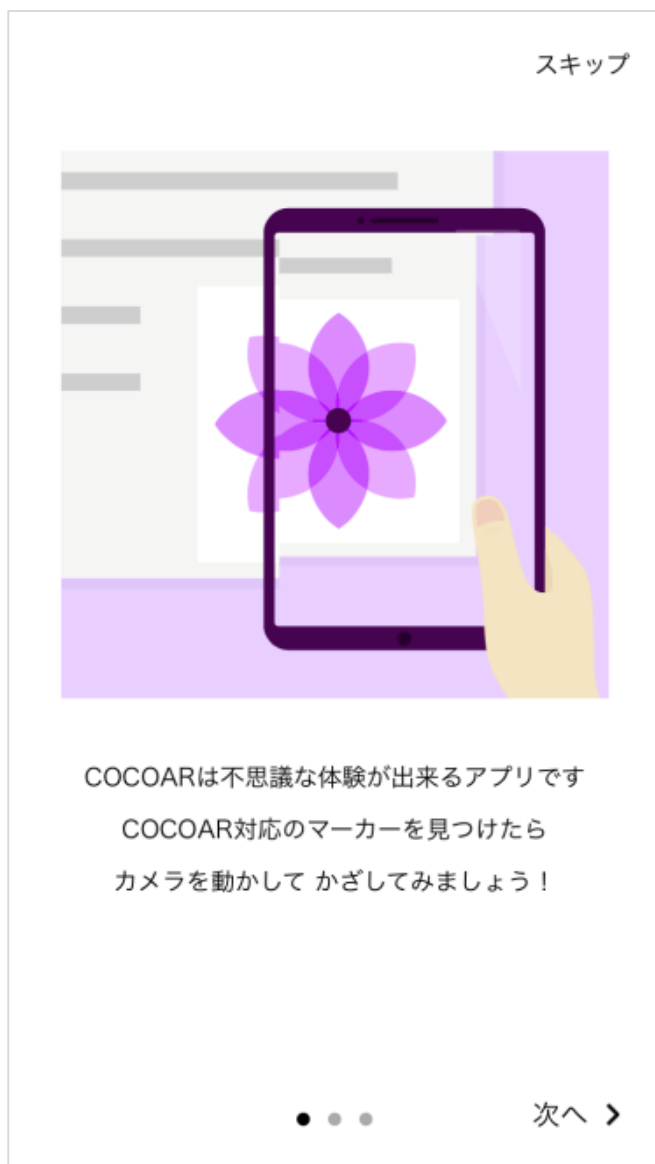 スキップ
COCOARは不思議な体験が出来るアプリです
COCOAR対応のマーカーを見つけたら
カメラを動かして かざしてみましょう！
次へ